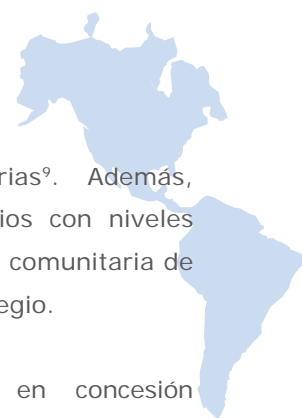 rias⁹. Además,
ios con niveles
comunitaria de
egio.
en concesión